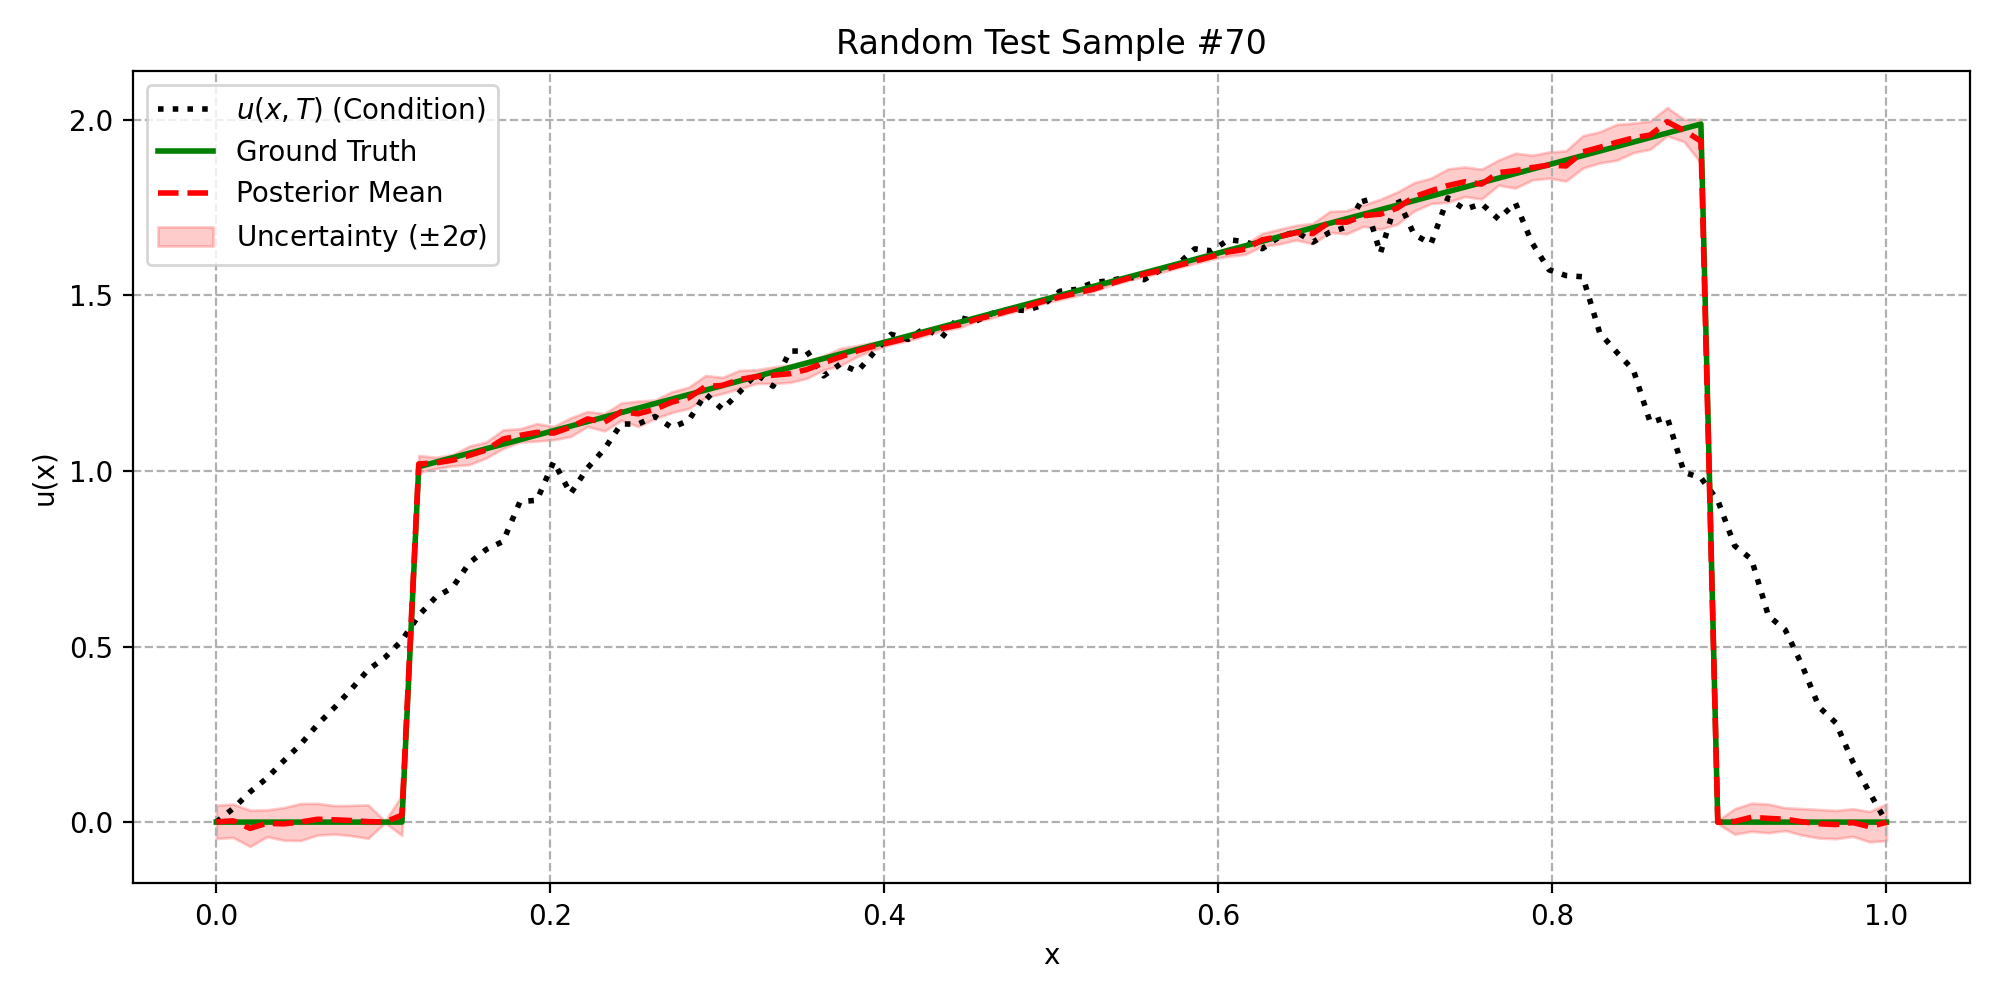 Random Test Sample #70
u(x, T) (Condition)
Ground Truth
Posterior Mean
Uncertainty (±2σ)
2.0
1.5
1.0
0.5
0.0
u(x)
0.0 0.2 0.4 0.6 0.8 1.0
x